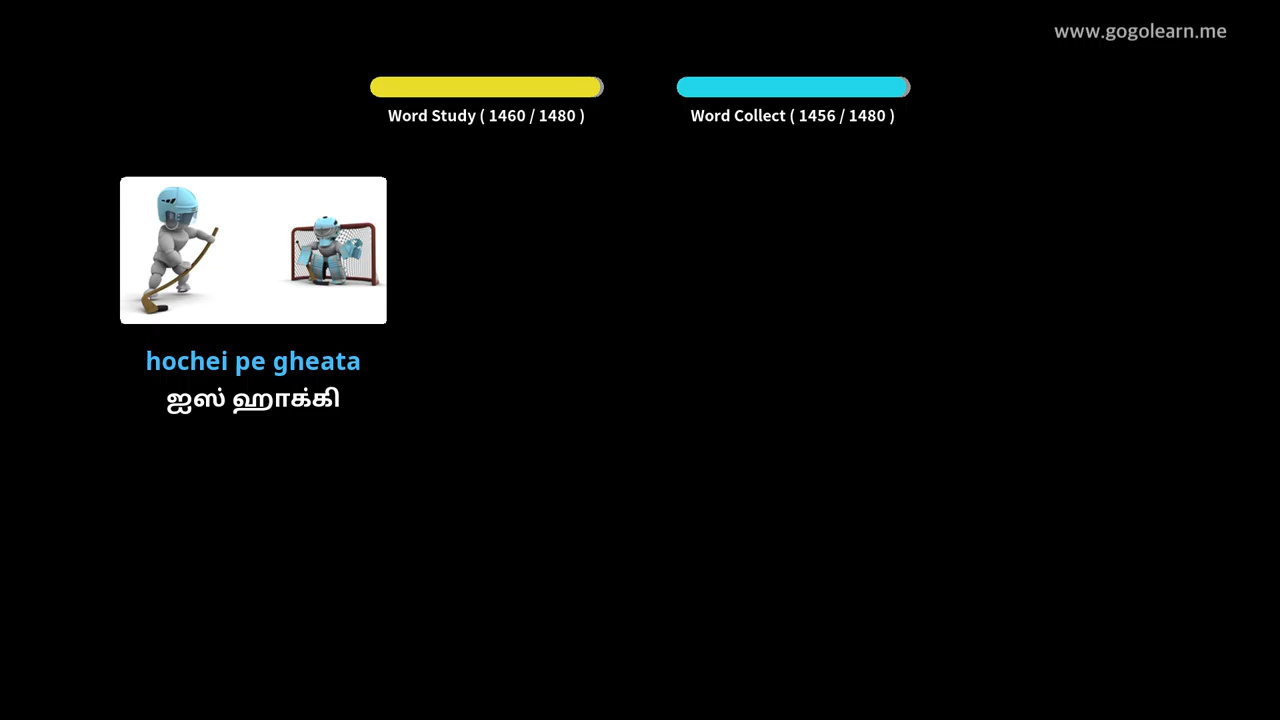 www.gogolearn.me
Word Study ( 1460 / 1480 )
Word Collect ( 1456 / 1480 )
hochei pe gheata
ஐஸ் ஹாக்கி